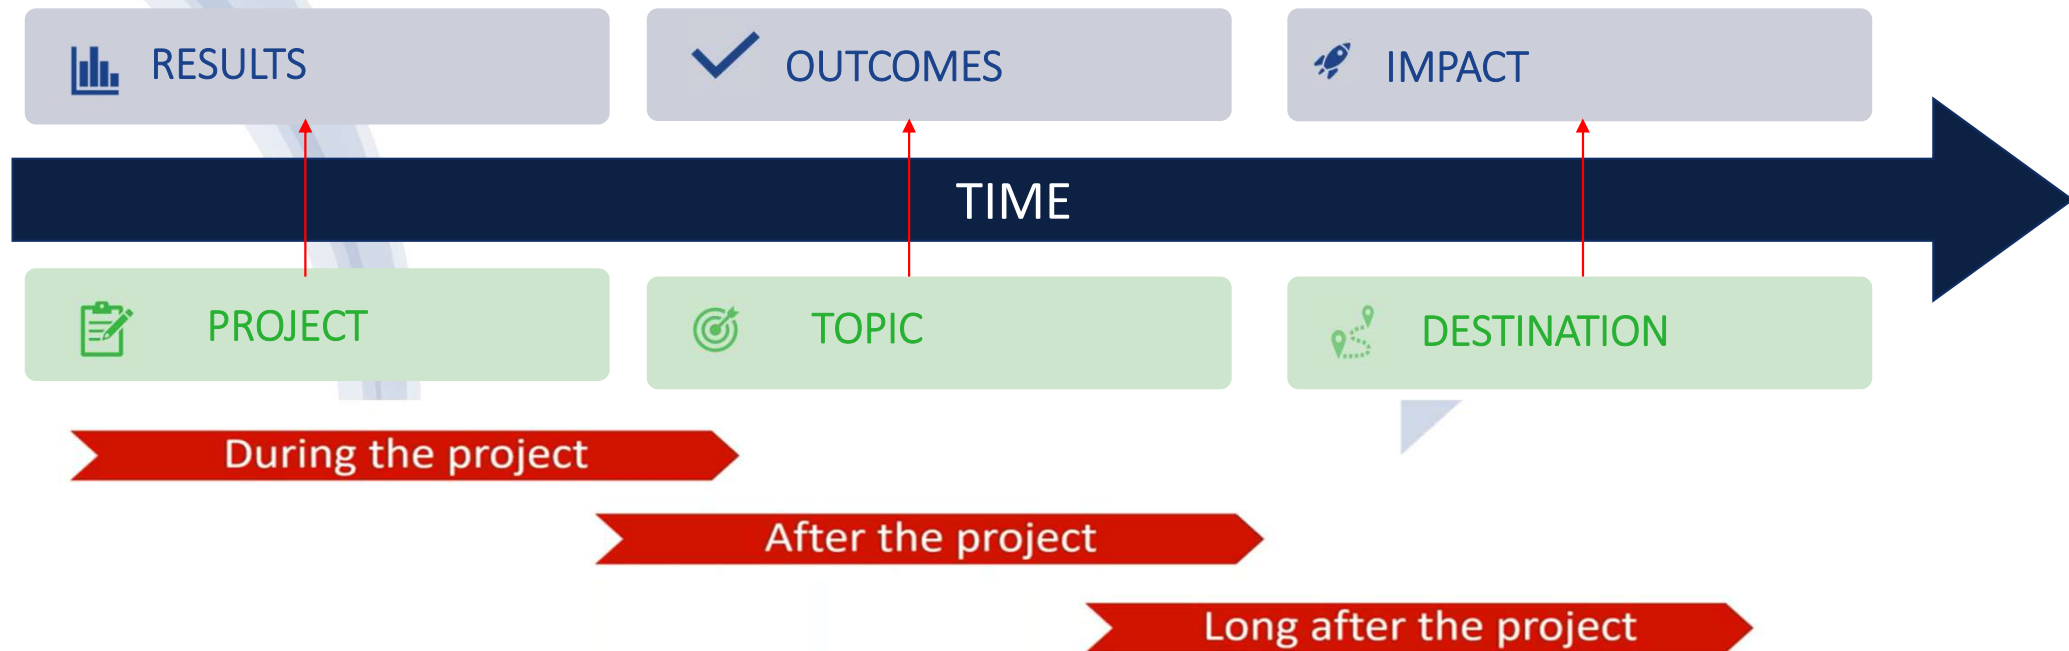 RESULTS
OUTCOMES
IMPACT
TIME
PROJECT
TOPIC
DESTINATION
During the project
After the project
Long after the project